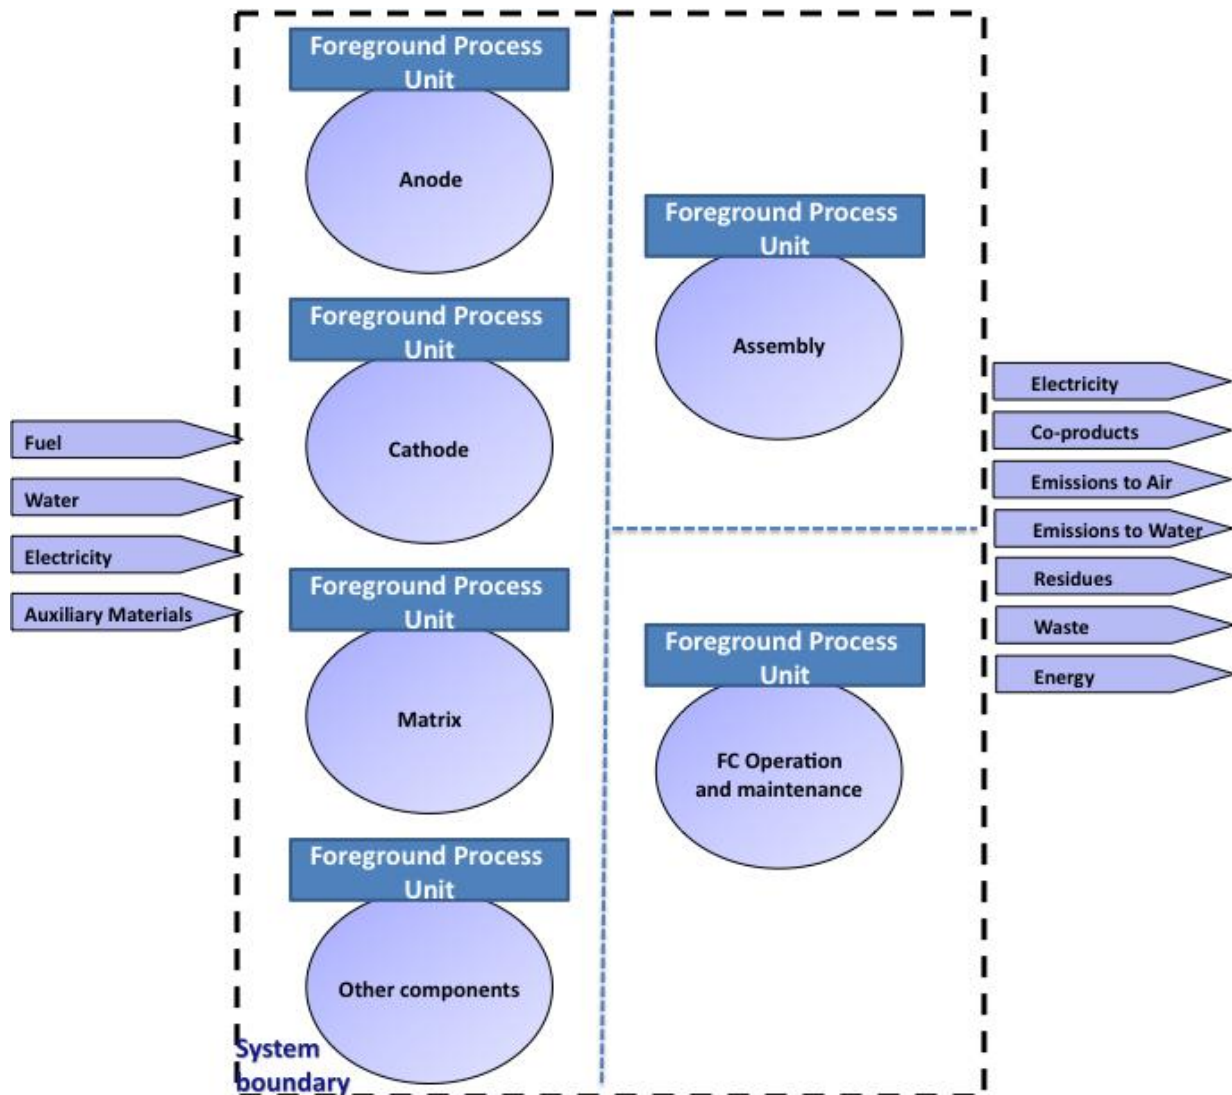 Fuel
Water
Electricity
Auxiliary Materials
Foreground Process
Unit
Anode
Foreground Process
Unit
Cathode
Foreground Process
Unit
Matrix
Foreground Process
Unit
Other components
System
boundary
Foreground Process
Unit
Assembly
Foreground Process
Unit
FC Operation
and maintenance
Electricity
Co-products
Emissions to Air
Emissions to Water
Residues
Waste
Energy